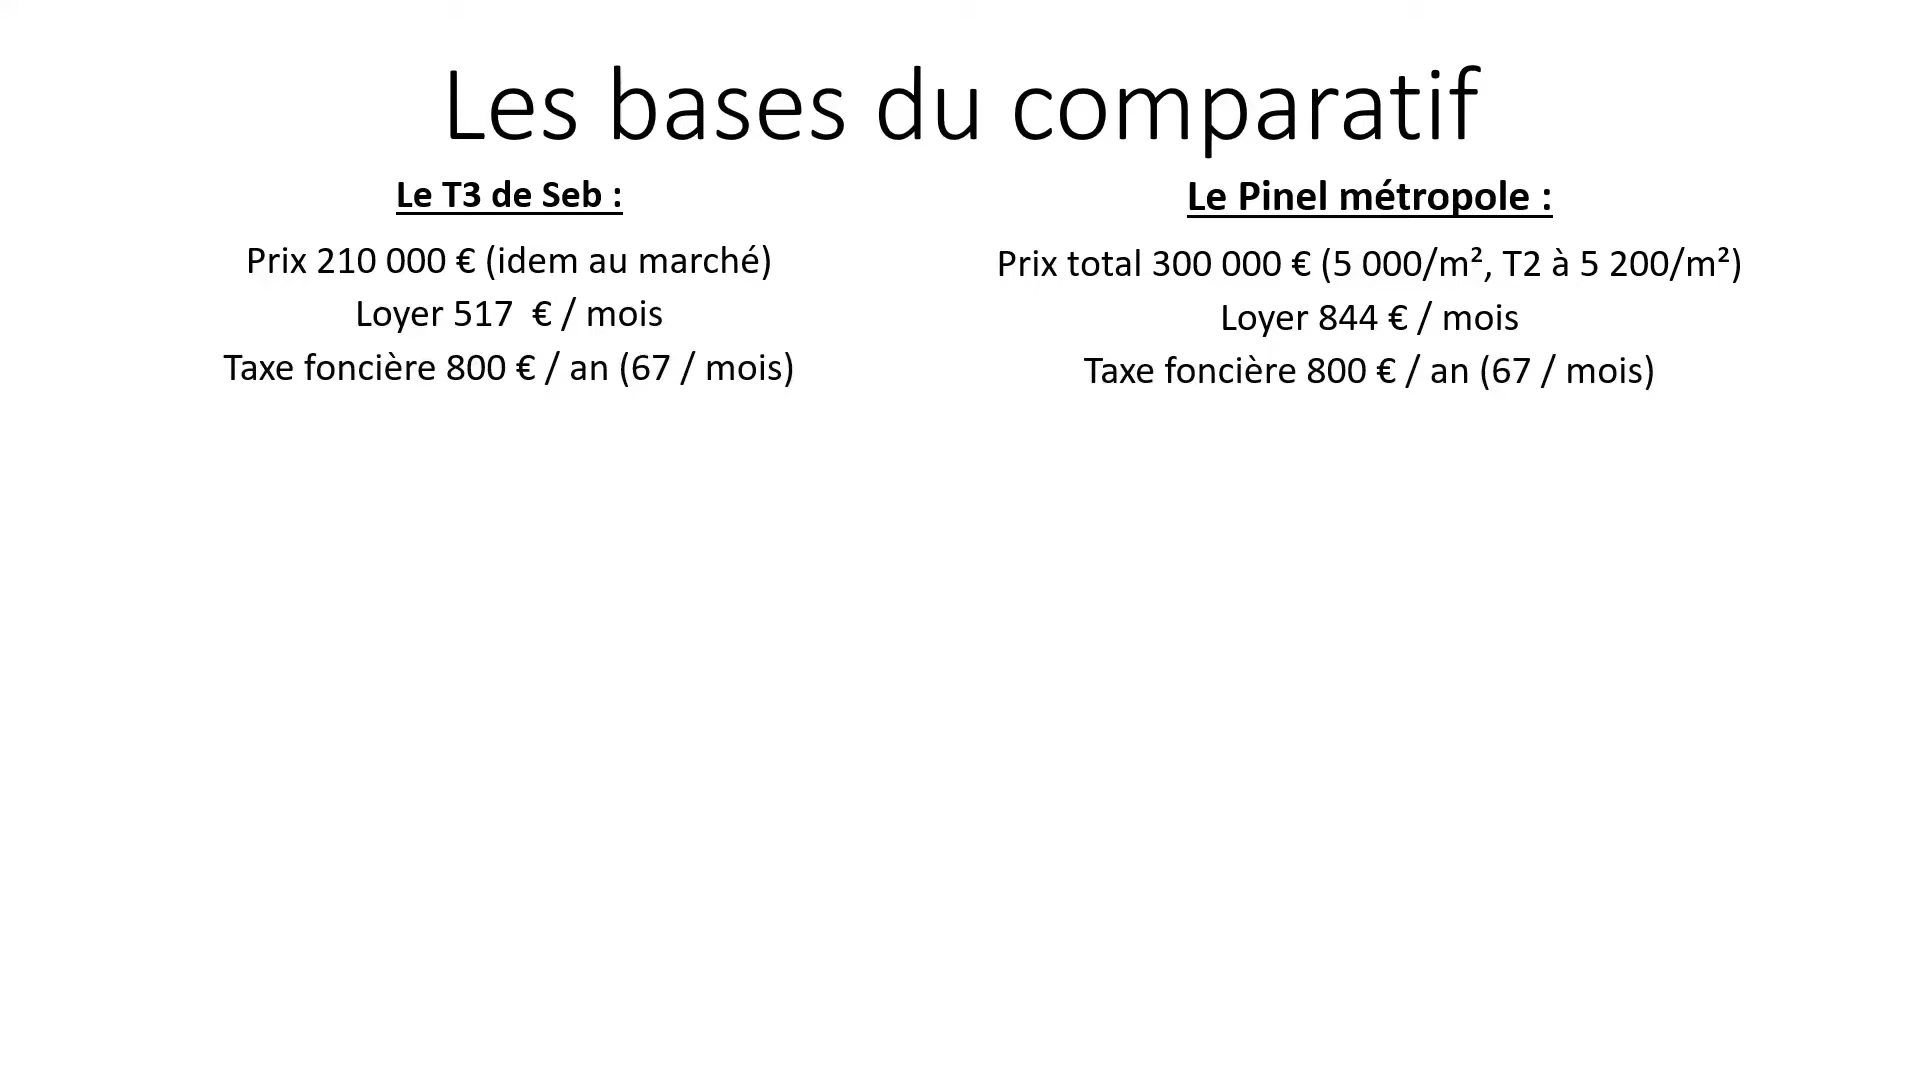 Les bases du comparatif
Le T3 de Seb :
Prix 210 000 € (idem au marché)
Loyer 517  € / mois
Taxe foncière 800 € / an (67 / mois)
Le Pinel métropole :
Prix total 300 000 € (5 000/m², T2 à 5 200/m²)
Loyer 844 € / mois
Taxe foncière 800 € / an (67 / mois)